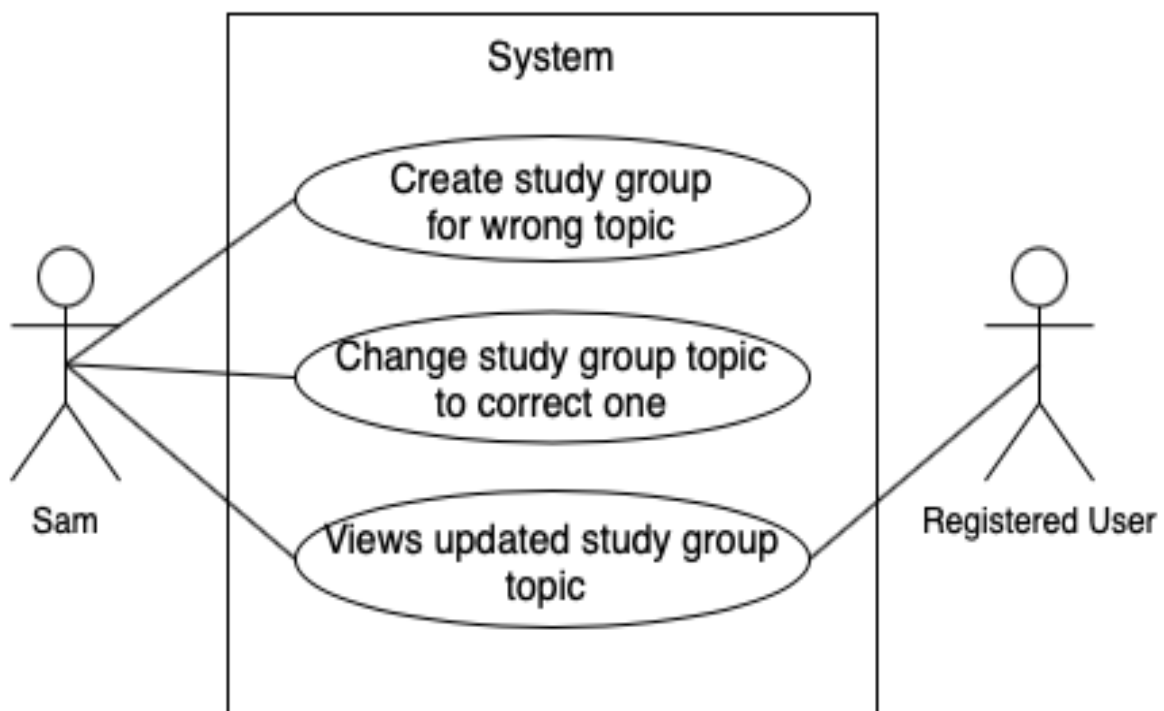 System
Create study group
for wrong topic
Change study group topic
to correct one
Sam
Registered User
Views updated study group
topic